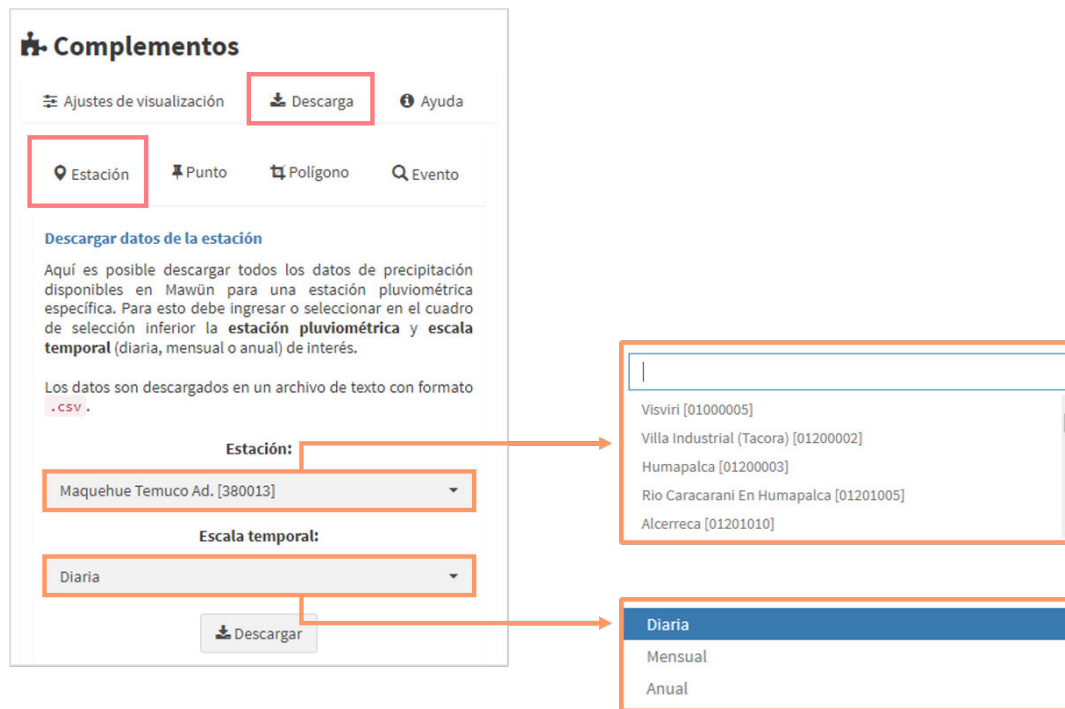 Complementos
Ajustes de visualización
Descarga
Ayuda
Estación
Punto
Polígono
Evento
Descargar datos de la estación
Aquí es posible descargar todos los datos de precipitación
disponibles en Mawün para una estación pluviométrica
específica. Para esto debe ingresar o seleccionar en el cuadro
de selección inferior la estación pluviométrica y escala
temporal (diaria, mensual o anual) de interés.
Los datos son descargados en un archivo de texto con formato
.csv.
Estación:
Maquehue Temuco Ad. [380013]
Escala temporal:
Diaria
Descargar
Visviri [01000005]
Villa Industrial (Tacora) [01200002]
Humapalca [01200003]
Rio Caracarani En Humapalca [01201005]
Alcerreca [01201010]
Diaria
Mensual
Anual